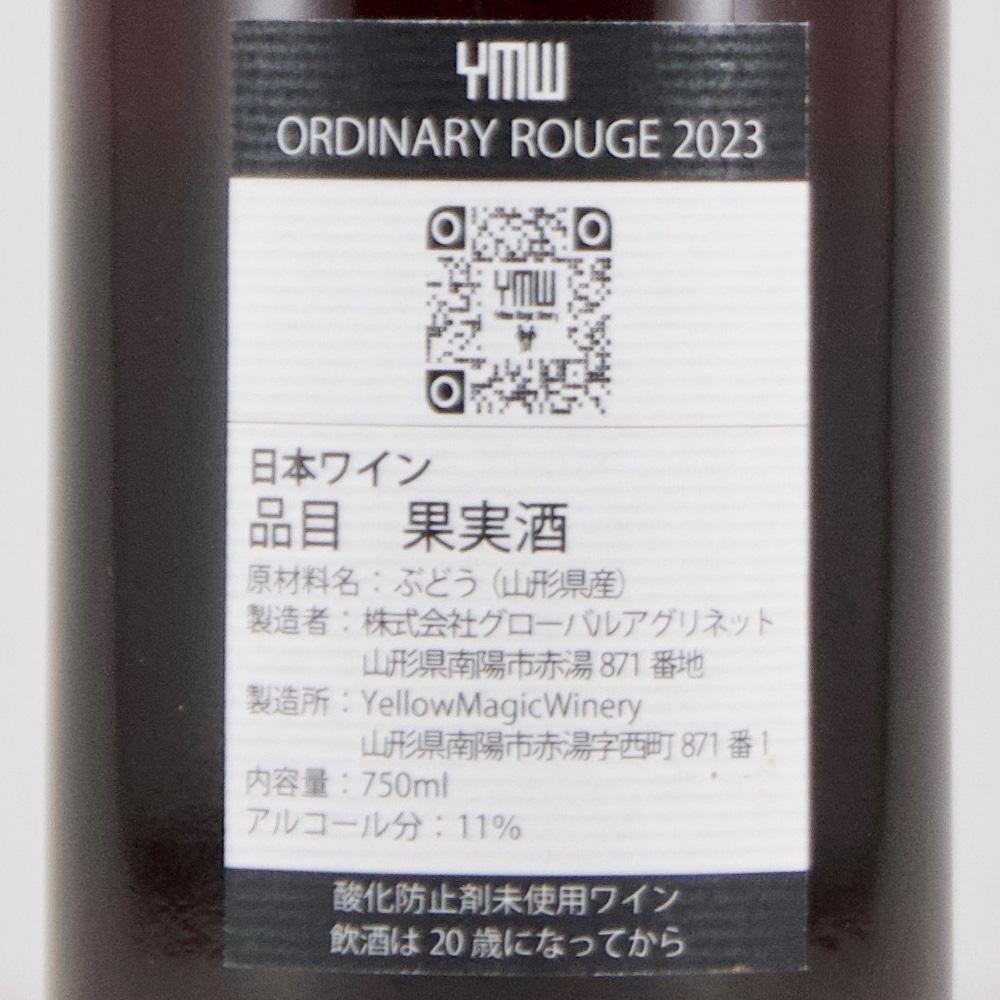 YMW
ORDINARY ROUGE 2023
YMW
日本ワイン
品目 果実酒
原材料名：ぶどう（山形県産）
製造者：株式会社グローバルアグリネット
山形県南陽市赤湯 871 番地
製造所：YellowMagicWinery
山形県南陽市赤湯字西町 871 番 1
内容量：750ml
アルコール分：11%
酸化防止剤未使用ワイン
飲酒は 20 歳になってから